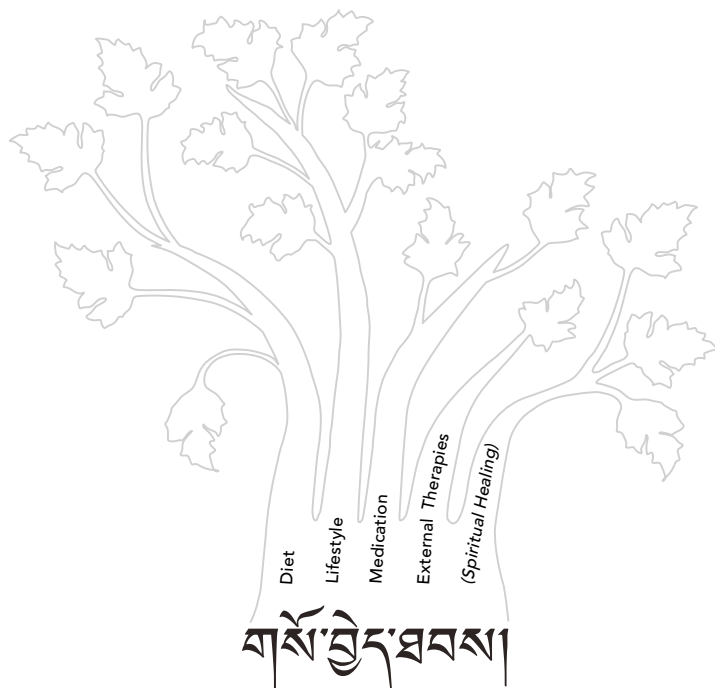 Diet
Lifestyle
Medication
External Therapies
(Spiritual Healing)
གསོ་བྱེད་ཐབས།